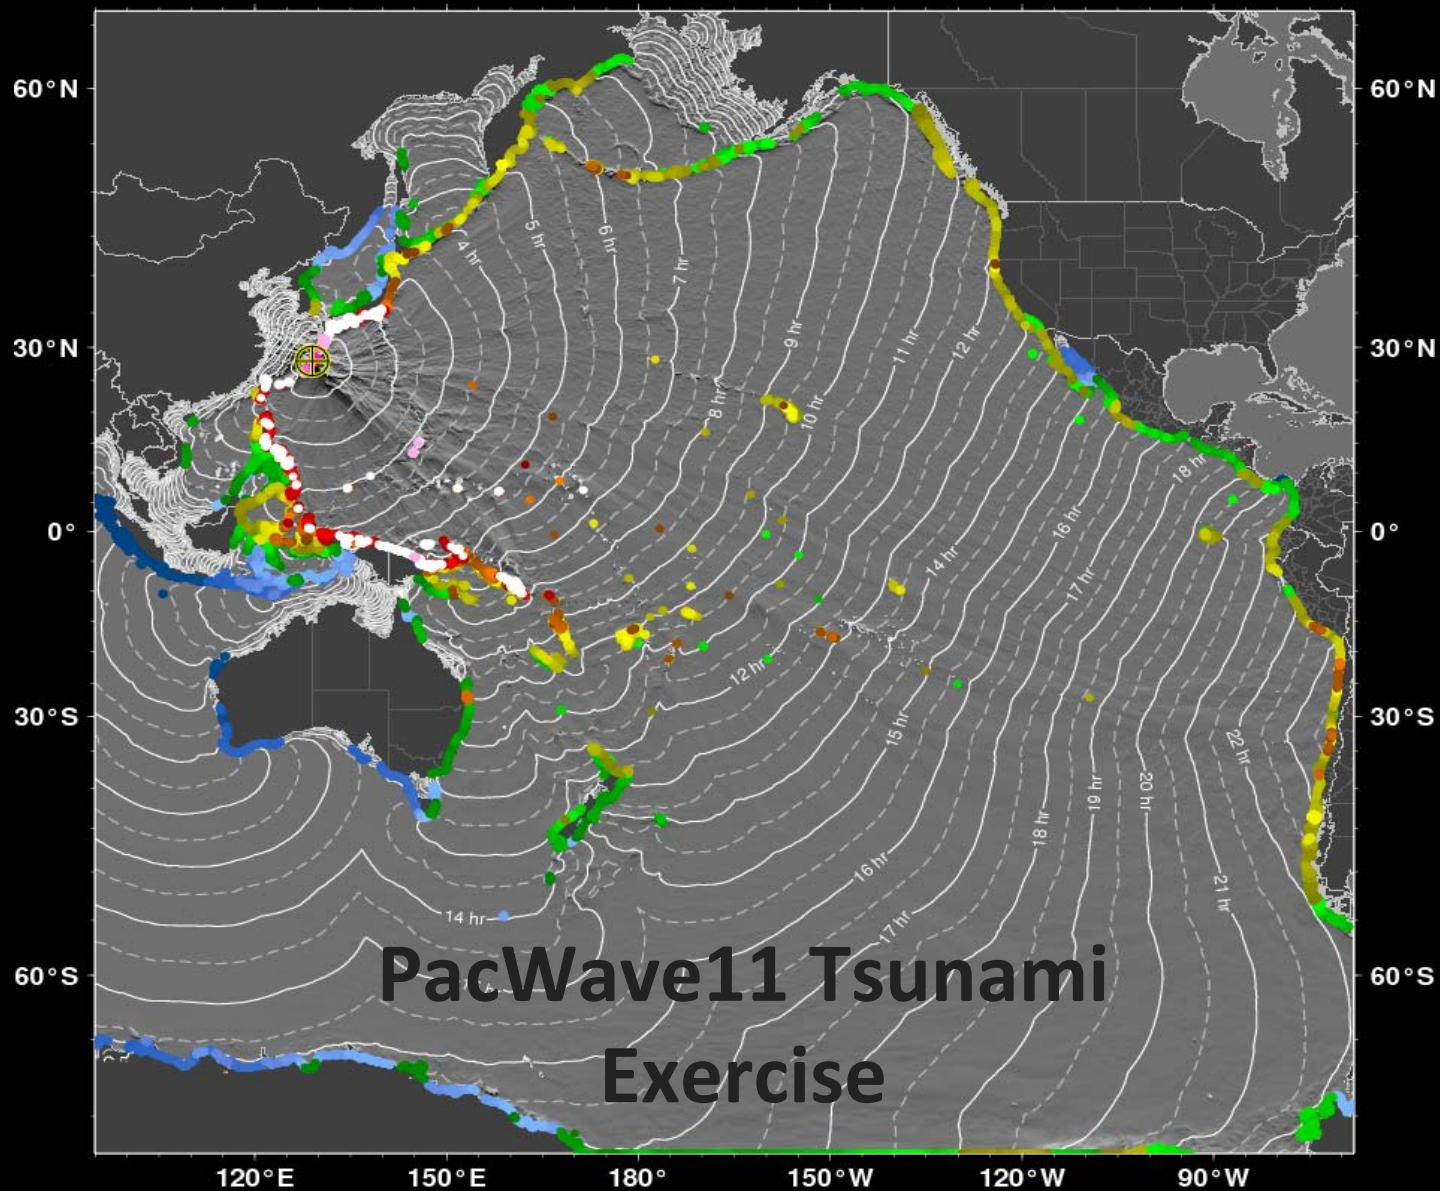 60°N
60°N
4 hr
5 hr
6 hr
7 hr
8 hr
9 hr
10 hr
11 hr
12 hr
30°N
30°N
18 hr
16 hr
14 hr
17 hr
0°
0°
12 hr
15 hr
22 hr
30°S
30°S
18 hr
19 hr
20 hr
16 hr
21 hr
14 hr
17 hr
PacWave11 Tsunami
60°S
60°S
Exercise
120°E
150°E
180°
150°W
120°W
90°W